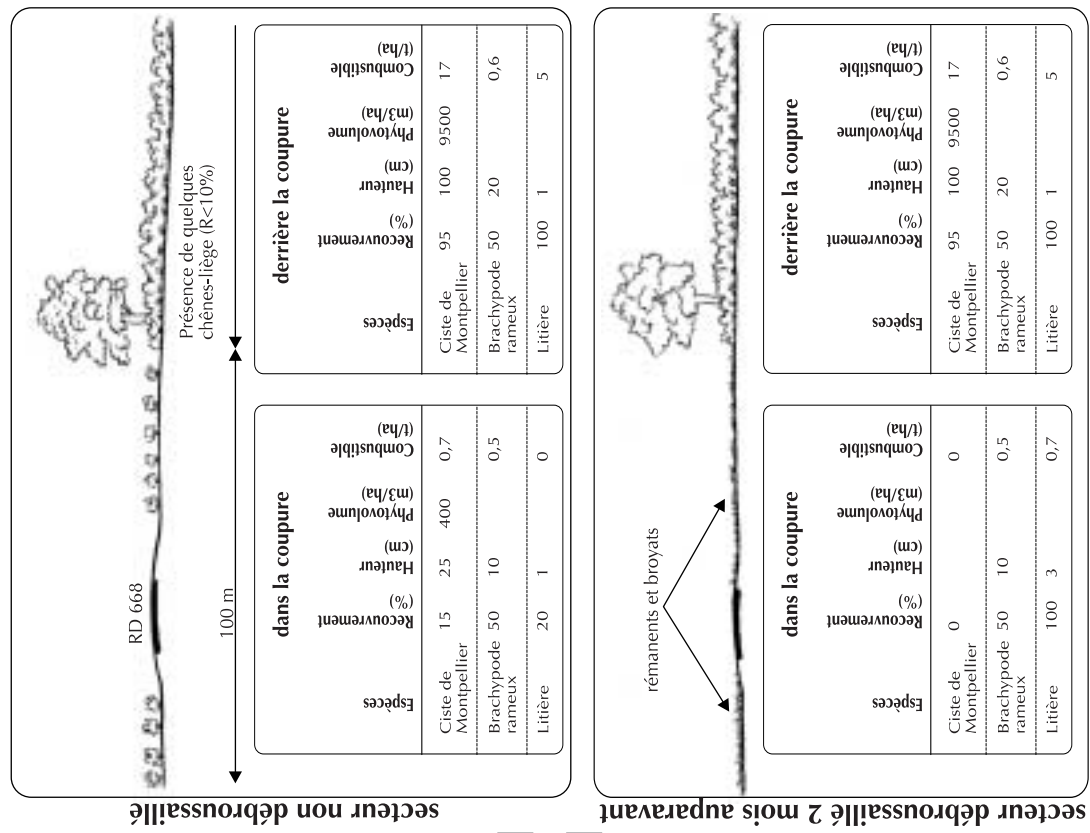 secteur non débroussaillé
RD 668
100 m
Présence de quelques
chênes-liège (R<10%)
dans la coupure
Espèces Recouvrement (%) Hauteur (cm) Phytovolume (m3/ha) Combustible (t/ha)
Ciste de Montpellier 15 25 400 0,7
Brachypode rameux 50 10 0,5
Litière 20 1 0
derrière la coupure
Espèces Recouvrement (%) Hauteur (cm) Phytovolume (m3/ha) Combustible (t/ha)
Ciste de Montpellier 95 100 9500 17
Brachypode rameux 50 20 0,6
Litière 100 1 5
secteur débroussaillé 2 mois auparavant
rémanents et broyats
dans la coupure
Espèces Recouvrement (%) Hauteur (cm) Phytovolume (m3/ha) Combustible (t/ha)
Ciste de Montpellier 0 0
Brachypode rameux 50 10 0,5
Litière 100 3 0,7
derrière la coupure
Espèces Recouvrement (%) Hauteur (cm) Phytovolume (m3/ha) Combustible (t/ha)
Ciste de Montpellier 95 100 9500 17
Brachypode rameux 50 20 0,6
Litière 100 1 5